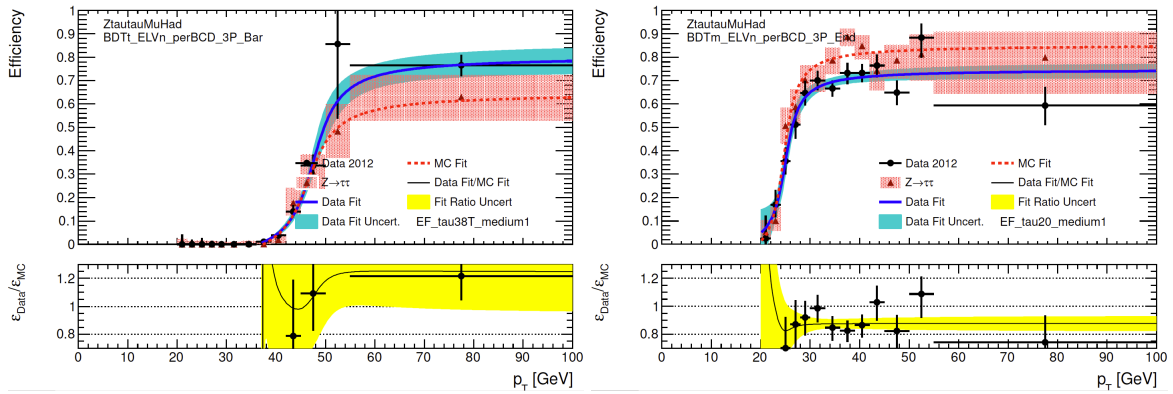 Efficiency
1
0.9
0.8
0.7
0.6
0.5
0.4
0.3
0.2
0.1
0
ZtautauMuHad
BDTt_ELVn_perBCD_3P_Bar
Data 2012
Z→ττ
Data Fit
Data Fit Uncert.
MC Fit
Data Fit/MC Fit
Fit Ratio Uncert
EF_tau38T_medium1
ε_Data/ε_MC
1.2
1
0.8
0 10 20 30 40 50 60 70 80 90 100
p_T [GeV]
Efficiency
1
0.9
0.8
0.7
0.6
0.5
0.4
0.3
0.2
0.1
0
ZtautauMuHad
BDTm_ELVn_perBCD_3P_End
Data 2012
Z→ττ
Data Fit
Data Fit Uncert.
MC Fit
Data Fit/MC Fit
Fit Ratio Uncert
EF_tau20_medium1
ε_Data/ε_MC
1.2
1
0.8
0 10 20 30 40 50 60 70 80 90 100
p_T [GeV]